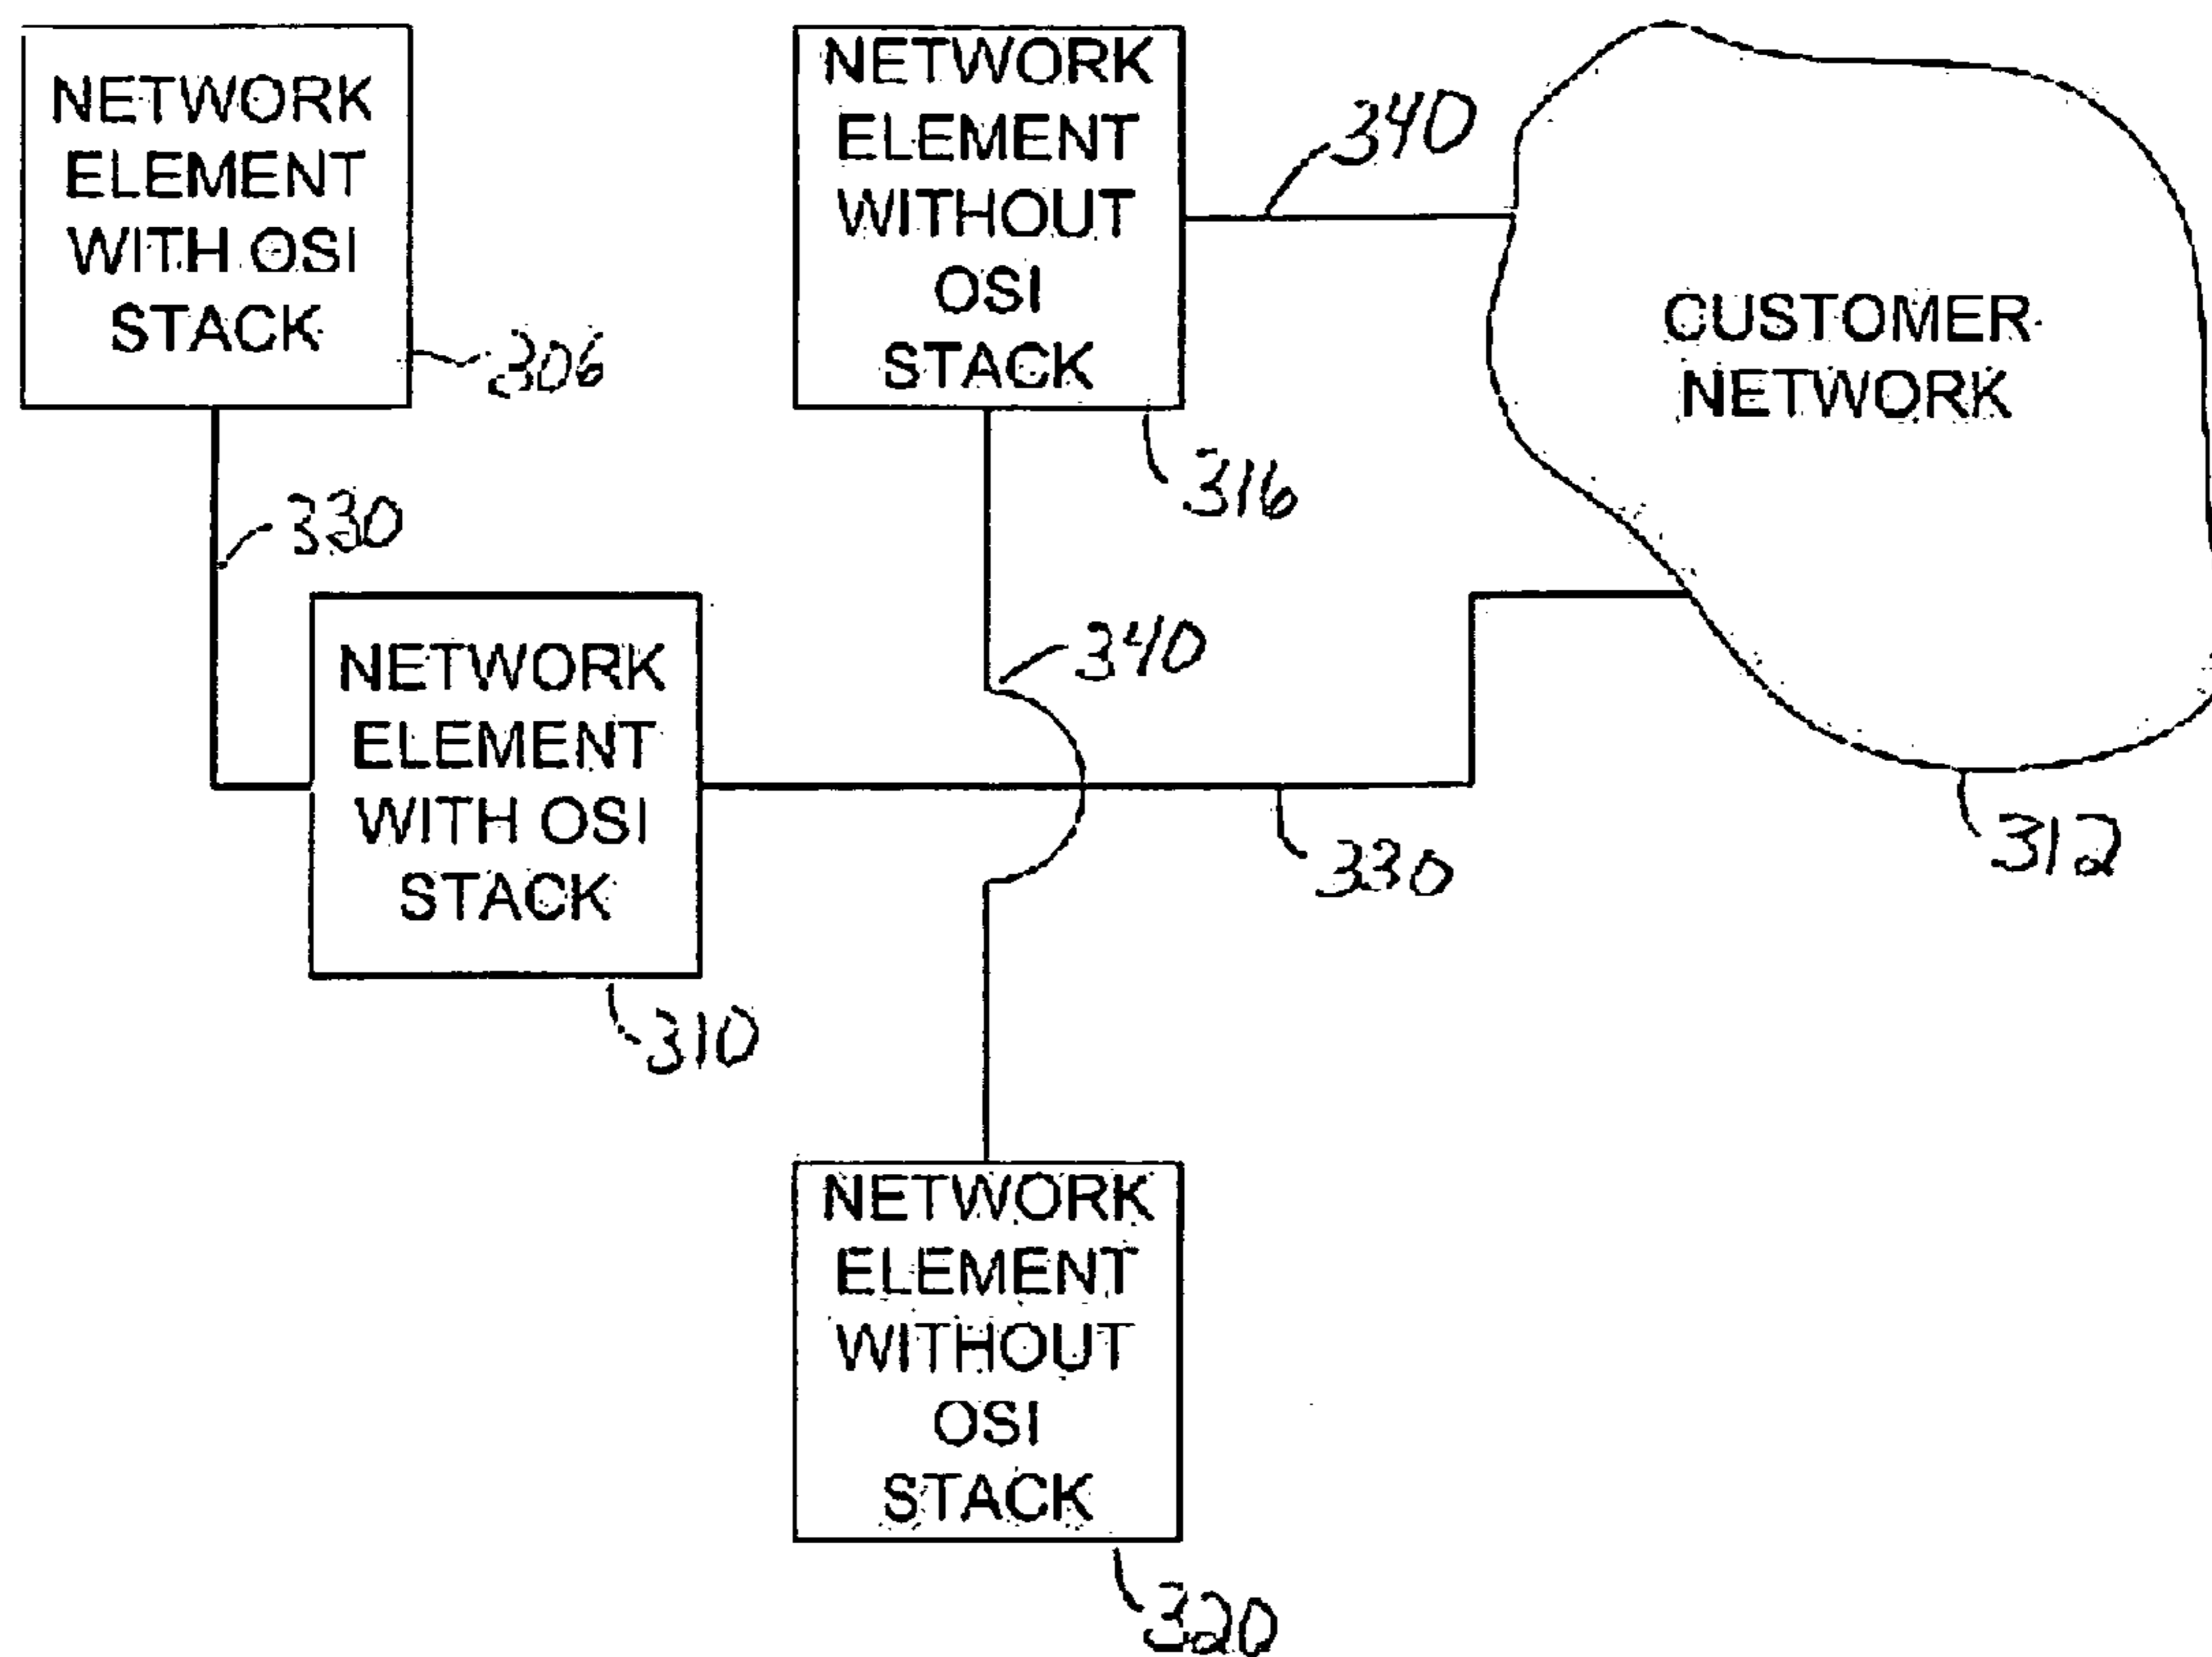 NETWORK
ELEMENT
WITH OSI
STACK
306
NETWORK
ELEMENT
WITHOUT
OSI
STACK
316
340
CUSTOMER
NETWORK
312
330
NETWORK
ELEMENT
WITH OSI
STACK
310
340
330
NETWORK
ELEMENT
WITHOUT
OSI
STACK
320